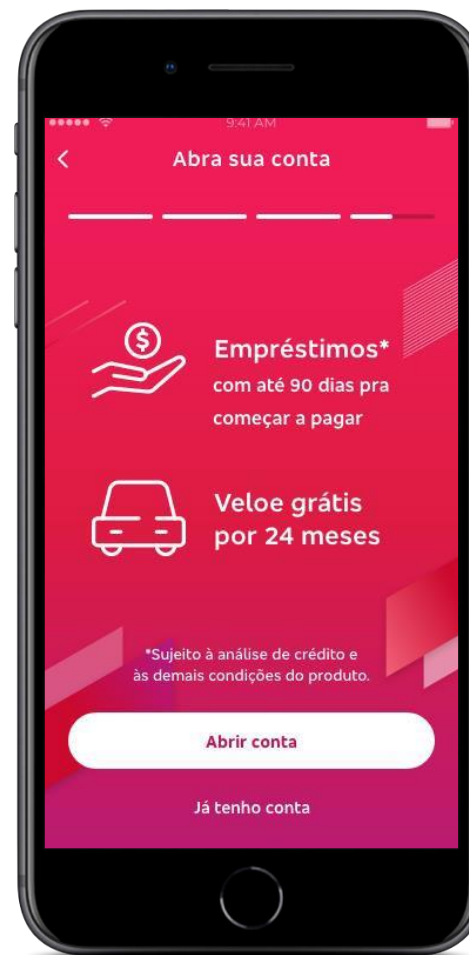 9:41 AM
Abra sua conta
$
Empréstimos*
com até 90 dias pra
começar a pagar
Veloe grátis
por 24 meses
*Sujeito à análise de crédito e
às demais condições do produto.
Abrir conta
Já tenho conta